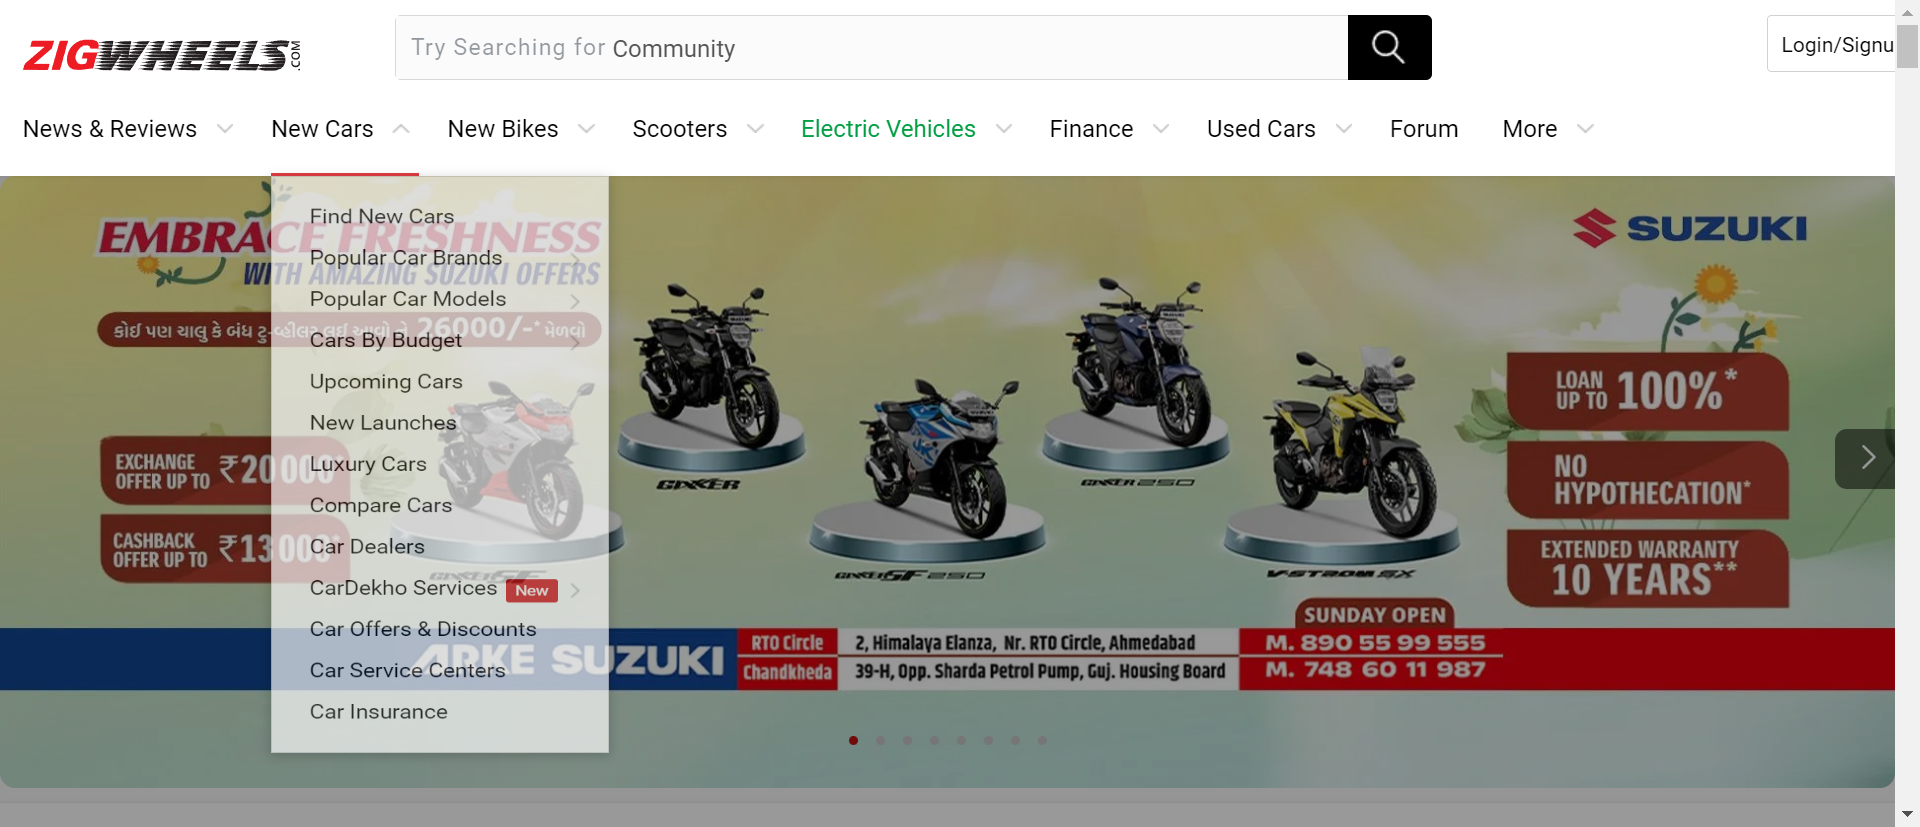 ZIGWHEELS.COM
Try Searching for Community
Login/Signu
News & Reviews New Cars New Bikes Scooters Electric Vehicles Finance Used Cars Forum More
Find New Cars
Popular Car Brands
Popular Car Models
Cars By Budget
Upcoming Cars
New Launches
Luxury Cars
Compare Cars
Car Dealers
CarDekho Services New
Car Offers & Discounts
Car Service Centers
Car Insurance
EMBRACE FRESHNESS
WITH AMAZING SUZUKI OFFERS
કોઈ પણ ચાલુ કે બંધ ટુ-વ્હીલર લઈ આવો ને 26000/-* મેળવો
EXCHANGE
OFFER UP TO ₹20000*
CASHBACK
OFFER UP TO ₹13000*
GIXXER
GIXXER SF 250
GIXXER 250
V-STROM SX
SUZUKI
LOAN
UP TO 100%*
NO
HYPOTHECATION*
EXTENDED WARRANTY
10 YEARS**
SUNDAY OPEN
ARKE SUZUKI
RTO Circle 2, Himalaya Elanza, Nr. RTO Circle, Ahmedabad M. 890 55 99 555
Chandkheda 39-H, Opp. Sharda Petrol Pump, Guj. Housing Board M. 748 60 11 987